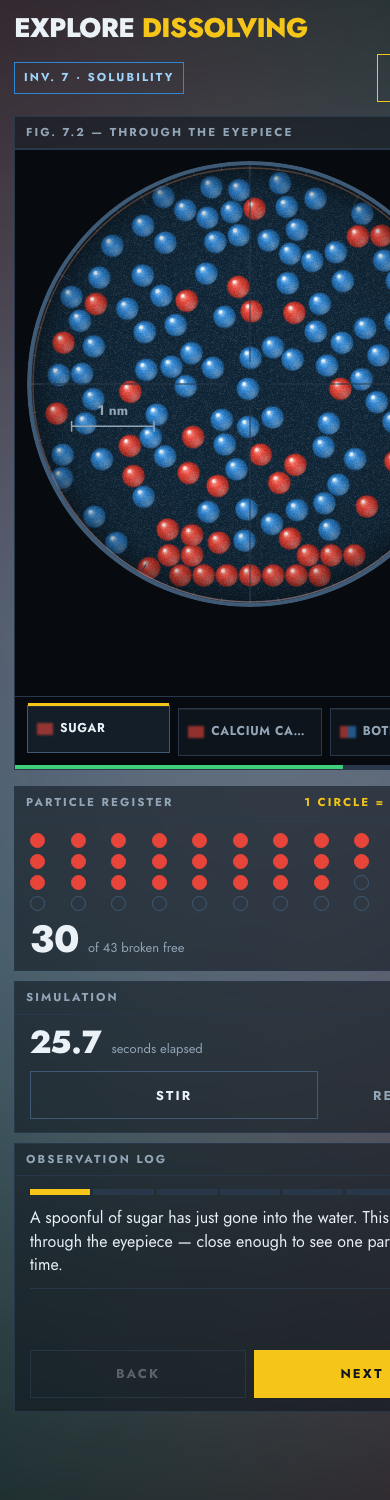 EXPLORE DISSOLVING
INV. 7 · SOLUBILITY
FIG. 7.2 — THROUGH THE EYEPIECE
1 nm
SUGAR
CALCIUM CA...
BOT
PARTICLE REGISTER
1 CIRCLE =
30 of 43 broken free
SIMULATION
25.7 seconds elapsed
STIR
RE
OBSERVATION LOG
A spoonful of sugar has just gone into the water. This
through the eyepiece — close enough to see one par
time.
BACK
NEXT